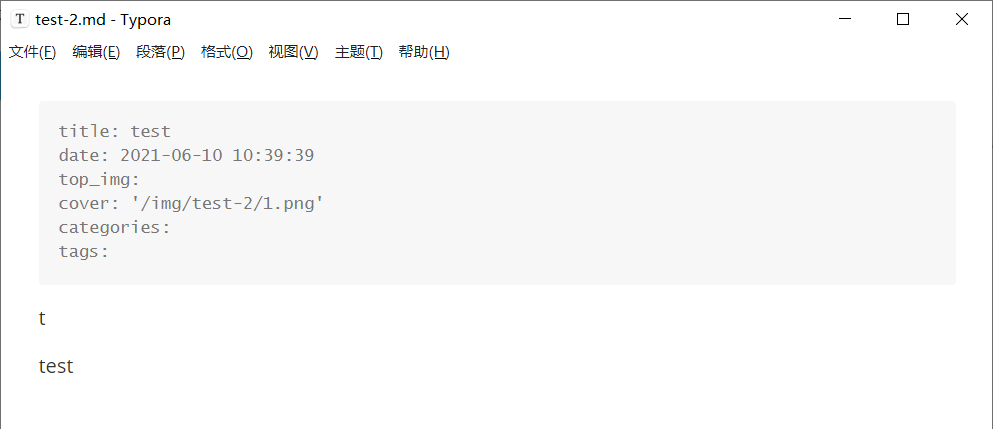 T test-2.md - Typora
文件(F) 编辑(E) 段落(P) 格式(O) 视图(V) 主题(T) 帮助(H)
title: test
date: 2021-06-10 10:39:39
top_img:
cover: '/img/test-2/1.png'
categories:
tags:
t
test